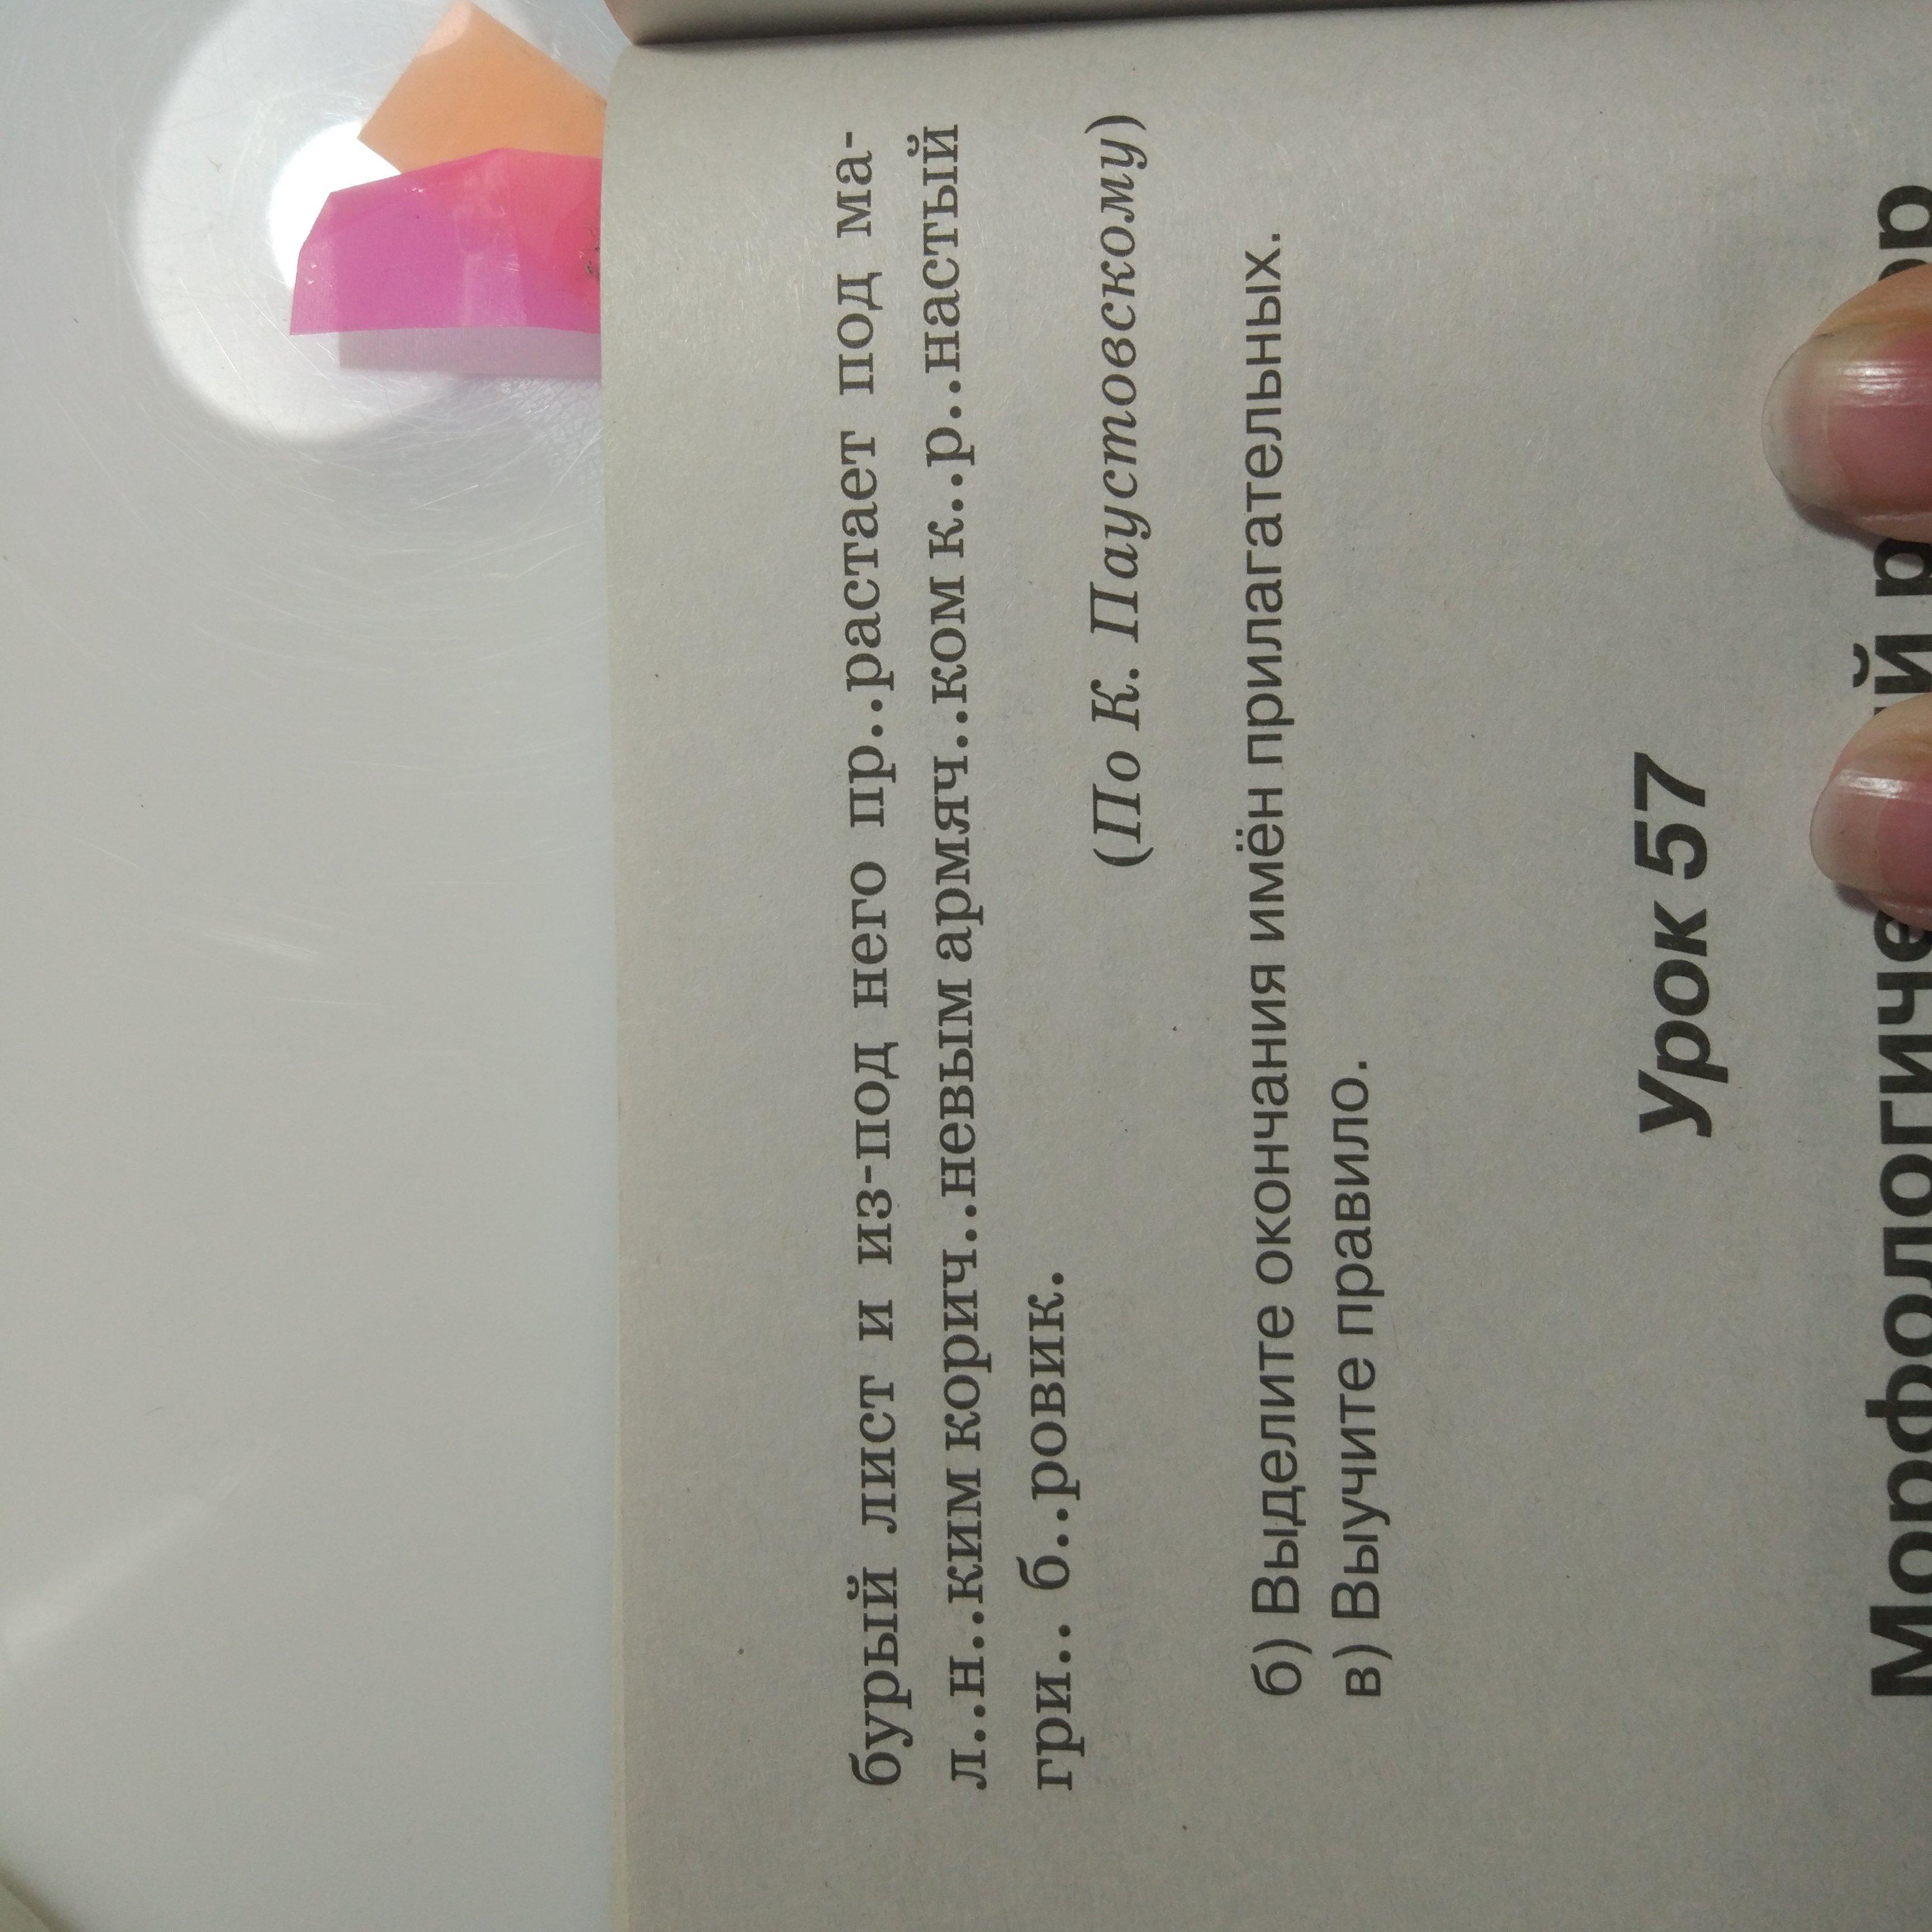 бурый лист и из-под него пр..растает под ма-
л..н..ким корич..невым армяч..ком к..р..настый
гри.. б..ровик.
(По К. Паустовскому)
б) Выделите окончания имён прилагательных.
в) Выучите правило.
Урок 57